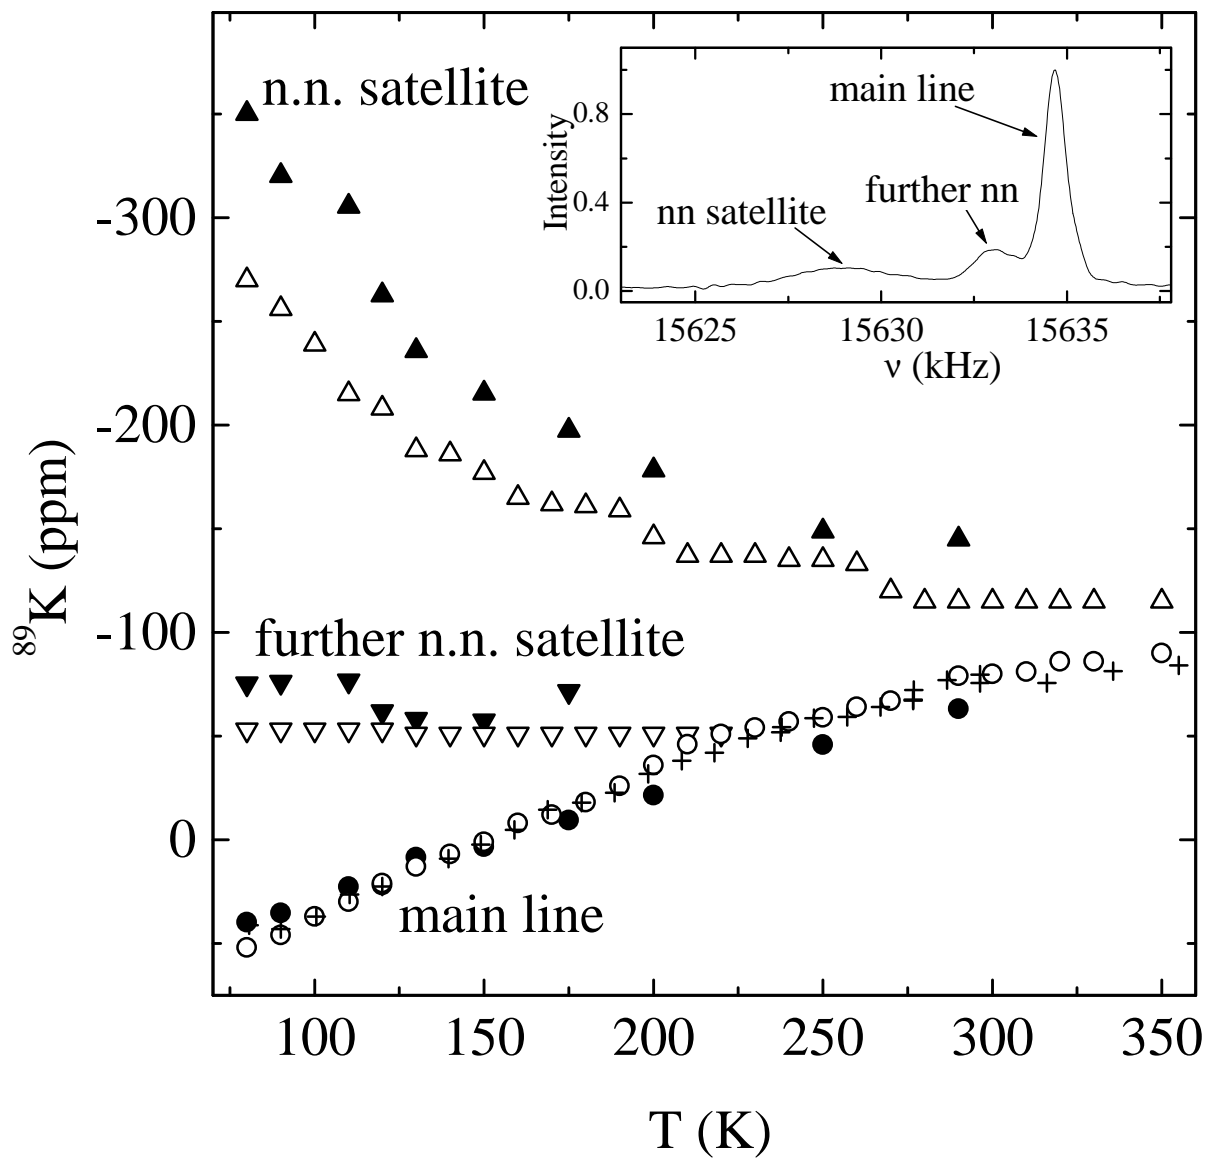 n.n. satellite
main line
further nn
nn satellite
Intensity
0.8
0.4
0.0
15625 15630 15635
ν (kHz)
-300
-200
-100
0
⁸⁹K (ppm)
further n.n. satellite
main line
100 150 200 250 300 350
T (K)